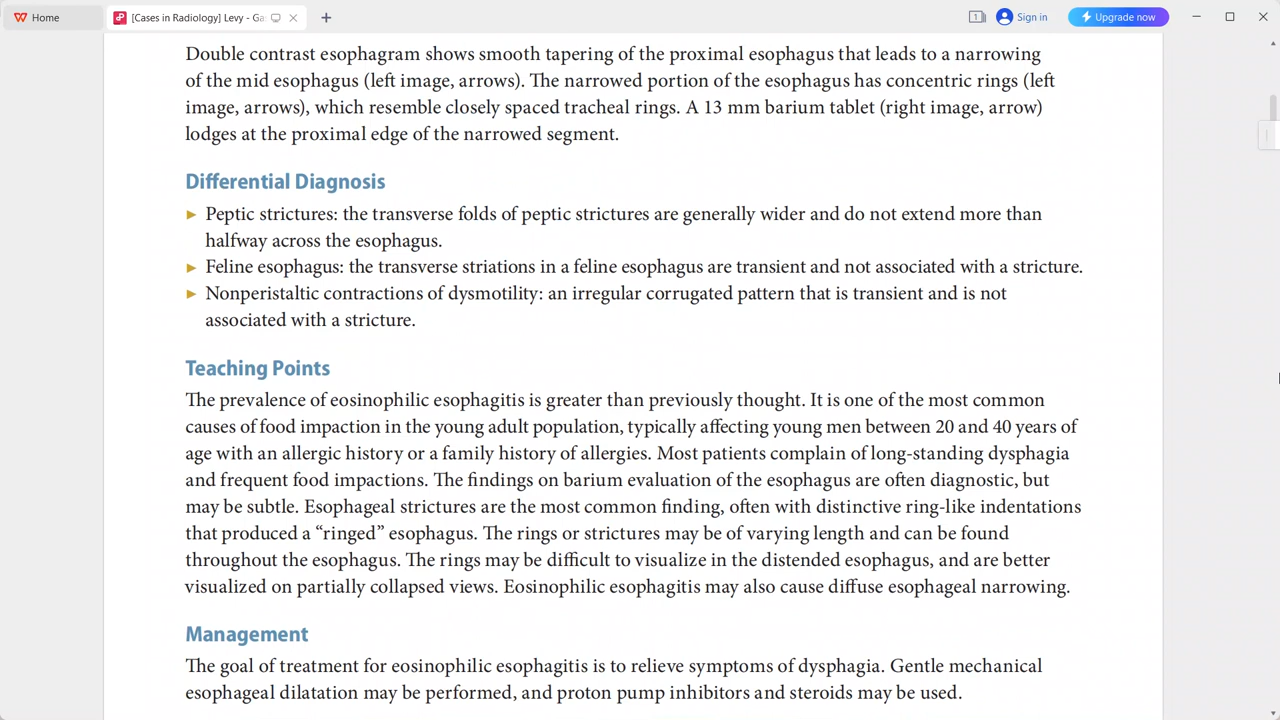 Home
[Cases in Radiology] Levy - Ga
1
Sign in
Upgrade now
Double contrast esophagram shows smooth tapering of the proximal esophagus that leads to a narrowing
of the mid esophagus (left image, arrows). The narrowed portion of the esophagus has concentric rings (left
image, arrows), which resemble closely spaced tracheal rings. A 13 mm barium tablet (right image, arrow)
lodges at the proximal edge of the narrowed segment.
Differential Diagnosis
► Peptic strictures: the transverse folds of peptic strictures are generally wider and do not extend more than
halfway across the esophagus.
► Feline esophagus: the transverse striations in a feline esophagus are transient and not associated with a stricture.
► Nonperistaltic contractions of dysmotility: an irregular corrugated pattern that is transient and is not
associated with a stricture.
Teaching Points
The prevalence of eosinophilic esophagitis is greater than previously thought. It is one of the most common
causes of food impaction in the young adult population, typically affecting young men between 20 and 40 years of
age with an allergic history or a family history of allergies. Most patients complain of long-standing dysphagia
and frequent food impactions. The findings on barium evaluation of the esophagus are often diagnostic, but
may be subtle. Esophageal strictures are the most common finding, often with distinctive ring-like indentations
that produced a “ringed” esophagus. The rings or strictures may be of varying length and can be found
throughout the esophagus. The rings may be difficult to visualize in the distended esophagus, and are better
visualized on partially collapsed views. Eosinophilic esophagitis may also cause diffuse esophageal narrowing.
Management
The goal of treatment for eosinophilic esophagitis is to relieve symptoms of dysphagia. Gentle mechanical
esophageal dilatation may be performed, and proton pump inhibitors and steroids may be used.